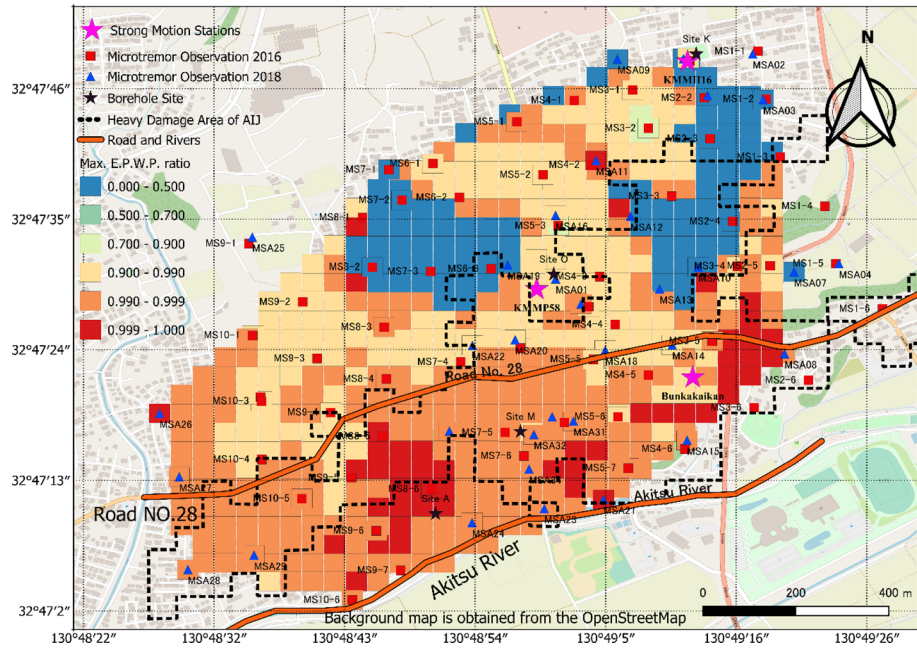 Strong Motion Stations
Microtremor Observation 2016
Microtremor Observation 2018
Borehole Site
Heavy Damage Area of AIJ
Road and Rivers
Max. E.P.W.P. ratio
0.000 - 0.500
0.500 - 0.700
0.700 - 0.900
0.900 - 0.990
0.990 - 0.999
0.999 - 1.000
N
Site K
MS1-1
MSA02
MSA09
KMMH16
32°47'46"
MS3-1
MS2-2
MS1-2
MS4-1
MSA03
MS5-1
MS3-2
MS2-3
MS1-3
MS6-1
MS4-2
MS7-1
MSA11
MS5-2
MS7-2
MS6-2
MS3-3
MS1-4
32°47'35"
MS8-1
MS5-3
MSA16
MSA12
MS2-4
MS9-1
MSA25
Site O
MS8-2
MS7-3
MS6-3
MSA19
MS4-3
MS3-4
MS2-5
MS1-5
MSA04
MSA10
MSA07
MSA01
MSA13
KMMP58
MS9-2
MS1-6
MS10-1
MS8-3
MS4-4
32°47'24"
MS9-3
MS7-4
MSA22
MSA20
MS5-5
MSA18
MS3-5
MSA14
MSA08
Road No. 28
MS8-4
MS4-5
MS2-6
Bunkakaikan
MS10-3
MS9-4
MS3-6
MSA26
Site M
MS5-6
MS8-5
MS7-5
MSA32
MSA31
MS10-4
MS7-6
MS4-6
MSA15
32°47'13"
MSA27
MS9-5
MS8-6
MS5-7
MS10-5
Site A
Akitsu River
MSA21
Road NO.28
MSA23
MSA24
MS9-6
MSA29
MSA28
MS9-7
Akitsu River
32°47'2"
MS10-6
0
200
400 m
Background map is obtained from the OpenStreetMap
130°48'22" 130°48'32" 130°48'43" 130°48'54" 130°49'5" 130°49'16" 130°49'26"